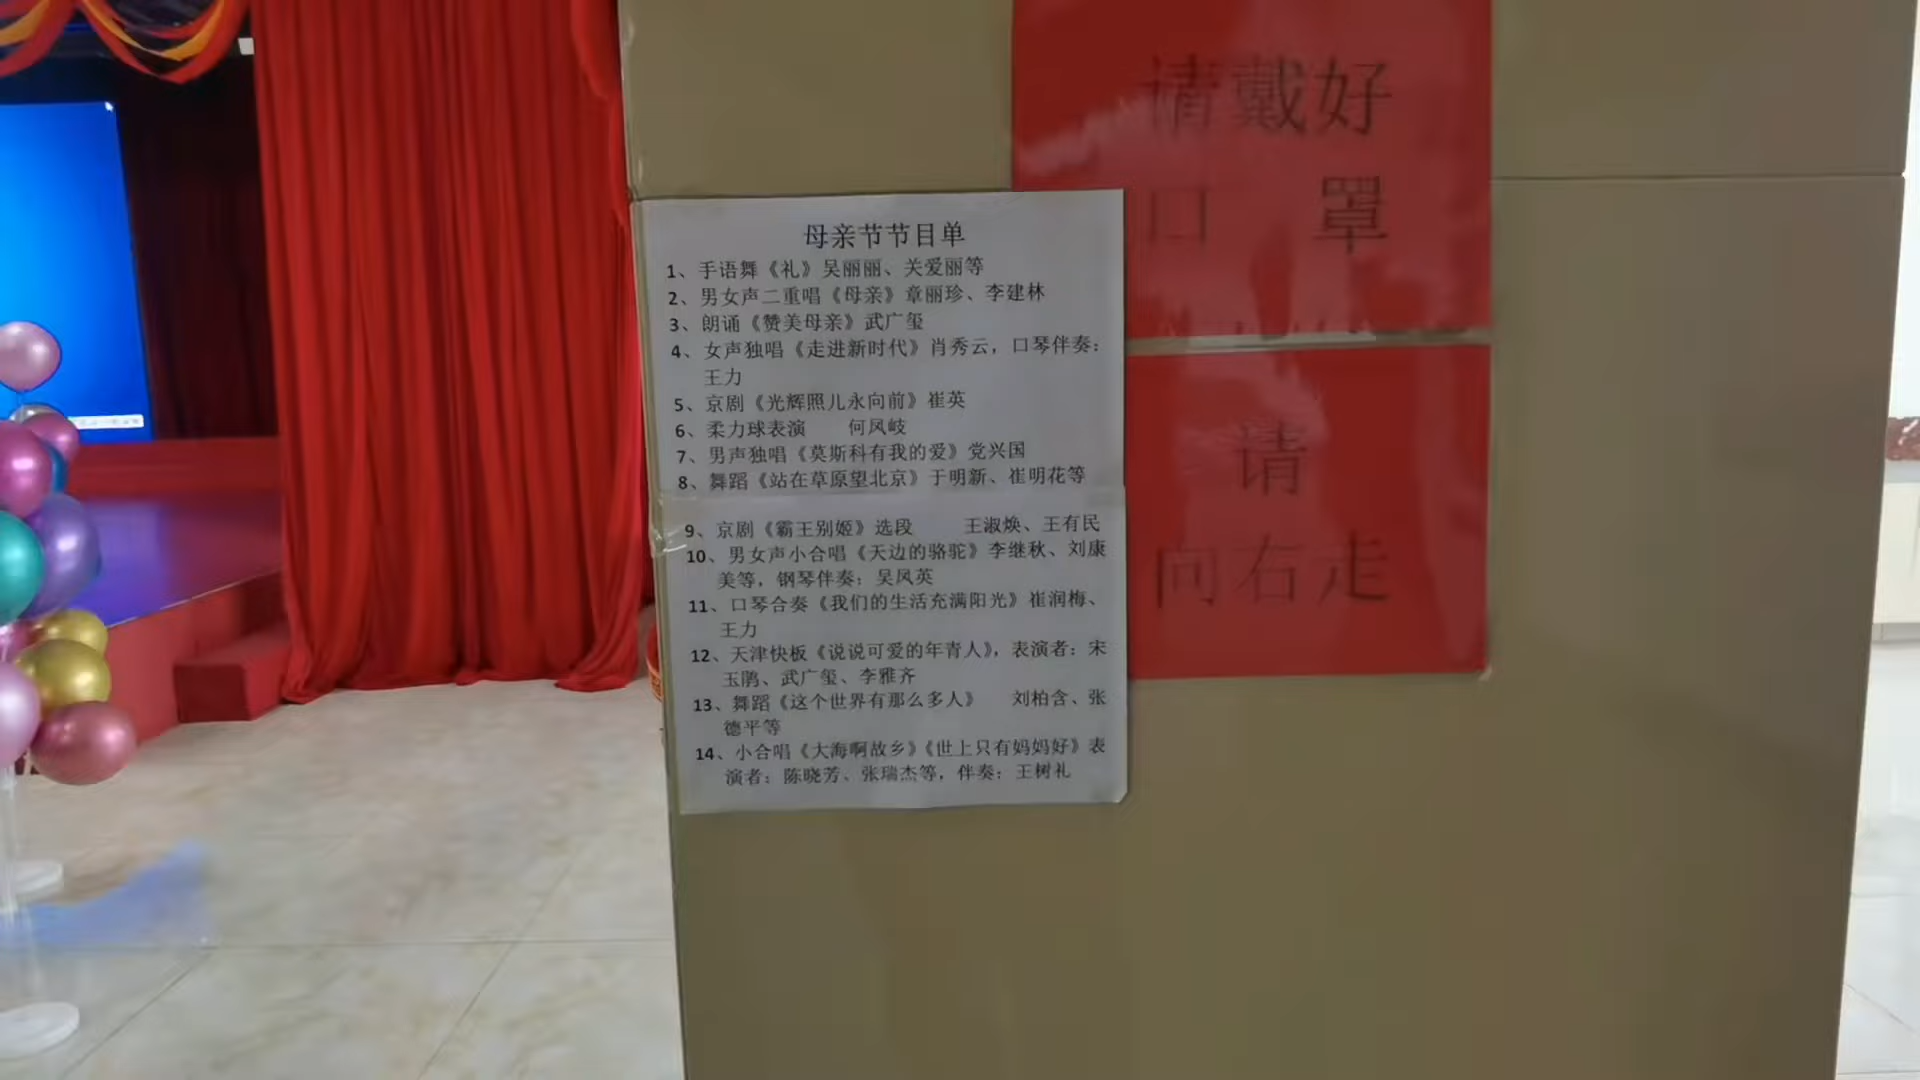 请戴好
口 罩
请
向右走
母亲节节目单
1、手语舞《礼》吴丽丽、关爱丽等
2、男女声二重唱《母亲》章丽珍、李建林
3、朗诵《赞美母亲》武广玺
4、女声独唱《走进新时代》肖秀云，口琴伴奏：
王力
5、京剧《光辉照儿永向前》崔英
6、柔力球表演 何凤岐
7、男声独唱《莫斯科有我的爱》党兴国
8、舞蹈《站在草原望北京》于明新、崔明花等
9、京剧《霸王别姬》选段 王淑焕、王有民
10、男女声小合唱《天边的骆驼》李继秋、刘康
美等，钢琴伴奏：吴凤英
11、口琴合奏《我们的生活充满阳光》崔润梅、
王力
12、天津快板《说说可爱的年青人》，表演者：宋
玉鹃、武广玺、李雅齐
13、舞蹈《这个世界有那么多人》 刘柏含、张
德平等
14、小合唱《大海啊故乡》《世上只有妈妈好》表
演者：陈晓芳、张瑞杰等，伴奏：王树礼